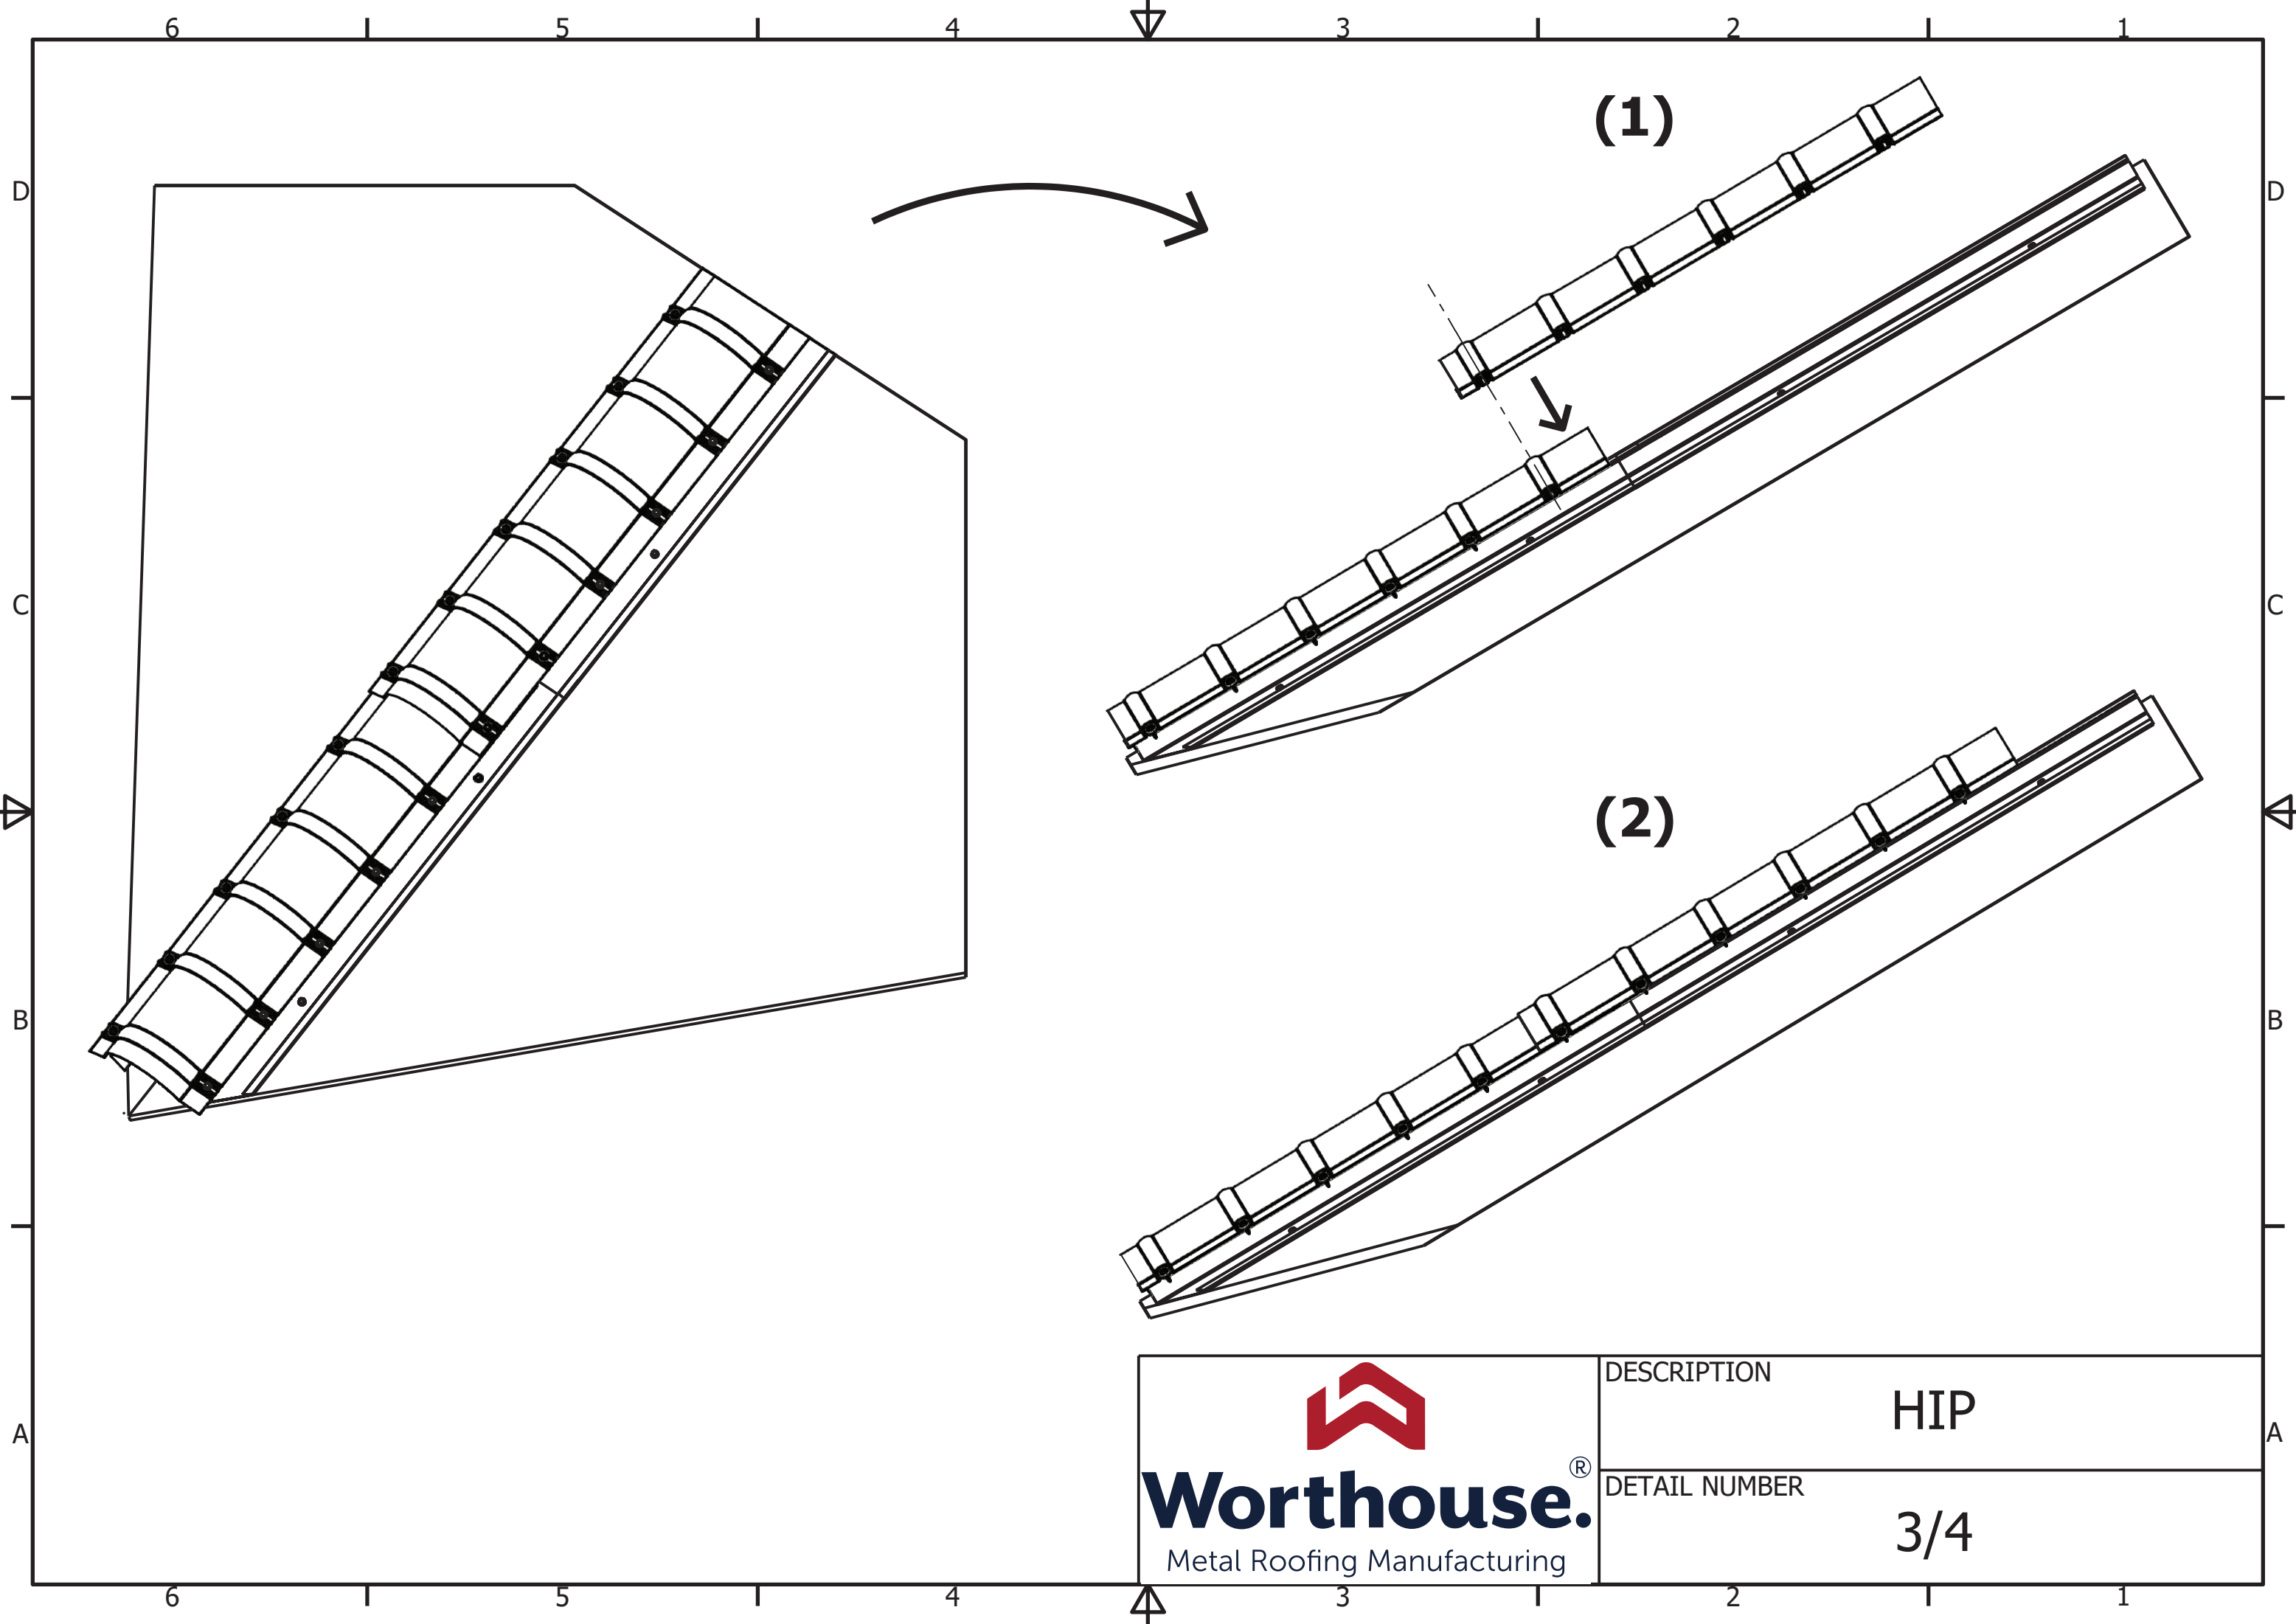 6 5 4 3 2 1
(1)
D D
C C
(2)
B B
DESCRIPTION
HIP
A A
Worthouse.®
DETAIL NUMBER
3/4
Metal Roofing Manufacturing
6 5 4 3 2 1